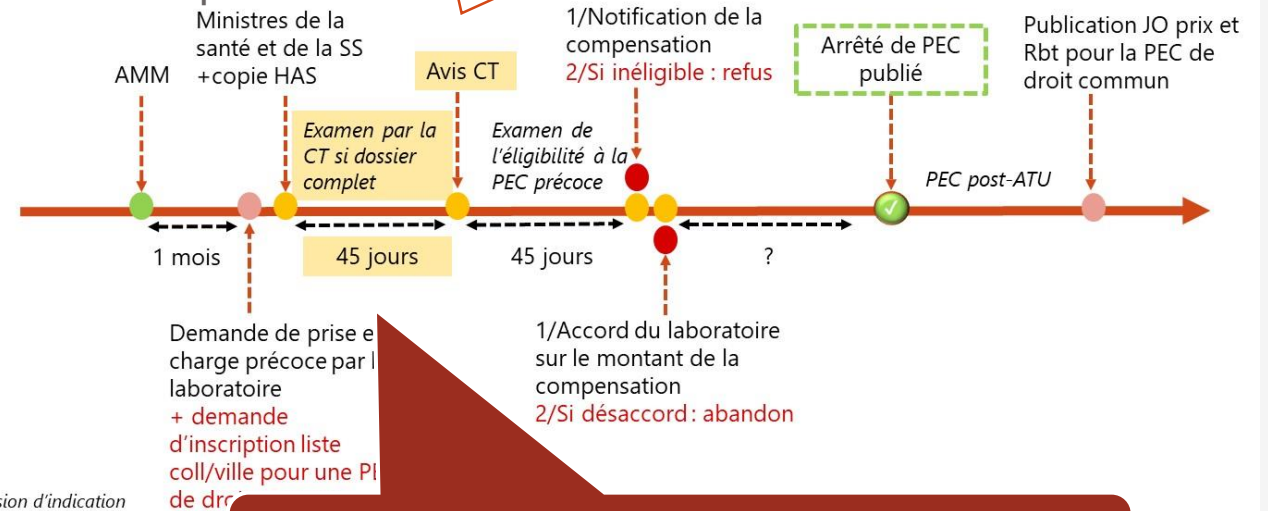 Ministres de la
santé et de la SS
+copie HAS
AMM
Avis CT
1/Notification de la
compensation
2/Si inéligible : refus
Arrêté de PEC
publié
Publication JO prix et
Rbt pour la PEC de
droit commun
Examen par la
CT si dossier
complet
Examen de
l'éligibilité à la
PEC précoce
PEC post-ATU
1 mois
45 jours
45 jours
?
Demande de prise
charge précoce par
laboratoire
+ demande
d'inscription liste
coll/ville pour une
de
1/Accord du laboratoire
sur le montant de la
compensation
2/Si désaccord : abandon
d'indication